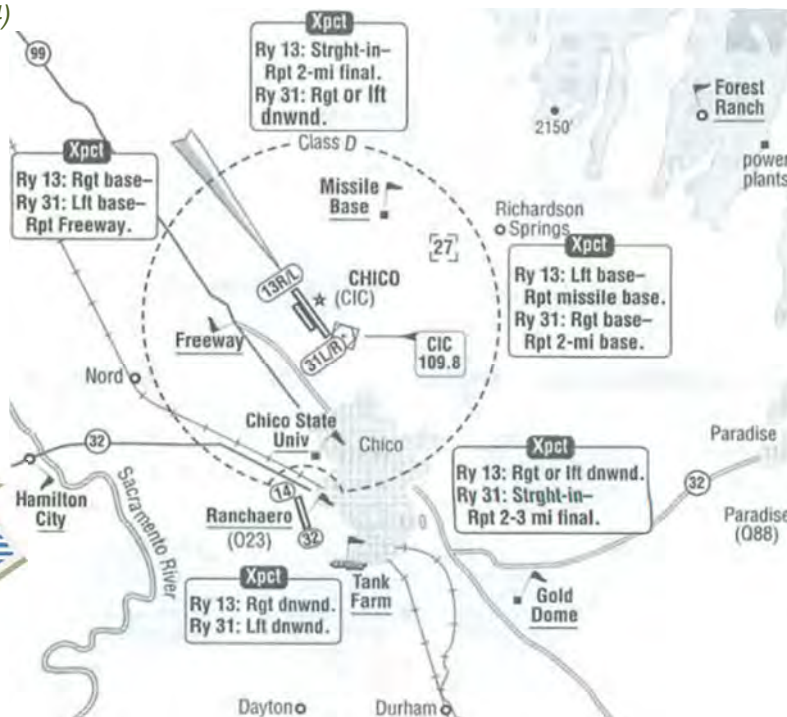 4)
99
Xpct
Ry 13: Strght-in–
Rpt 2-mi final.
Ry 31: Rgt or lft
dnwnd.
Forest
Ranch
2150'
power
plants
Class D
Xpct
Ry 13: Rgt base–
Ry 31: Lft base–
Rpt Freeway.
Missile
Base
Richardson
Springs
[27]
Xpct
Ry 13: Lft base–
Rpt missile base.
Ry 31: Rgt base–
Rpt 2-mi base.
13R/L
CHICO
(CIC)
Freeway
31L/R
CIC
109.8
Nord
Chico State
Univ
Chico
32
Hamilton
City
Sacramento River
14
Ranchaero
(O23)
32
Xpct
Ry 13: Rgt or lft dnwnd.
Ry 31: Strght-in–
Rpt 2-3 mi final.
Paradise
32
Paradise
(O88)
Xpct
Ry 13: Rgt dnwnd.
Ry 31: Lft dnwnd.
Tank
Farm
Gold
Dome
Dayton
Durham